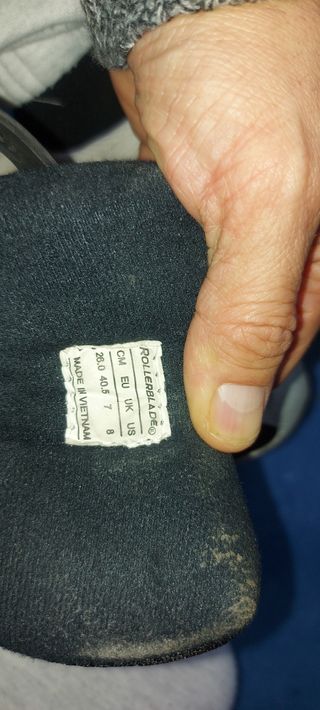 ROLLERBLADE®
CM EU UK US
26.0 40.5 7 8
MADE IN VIETNAM